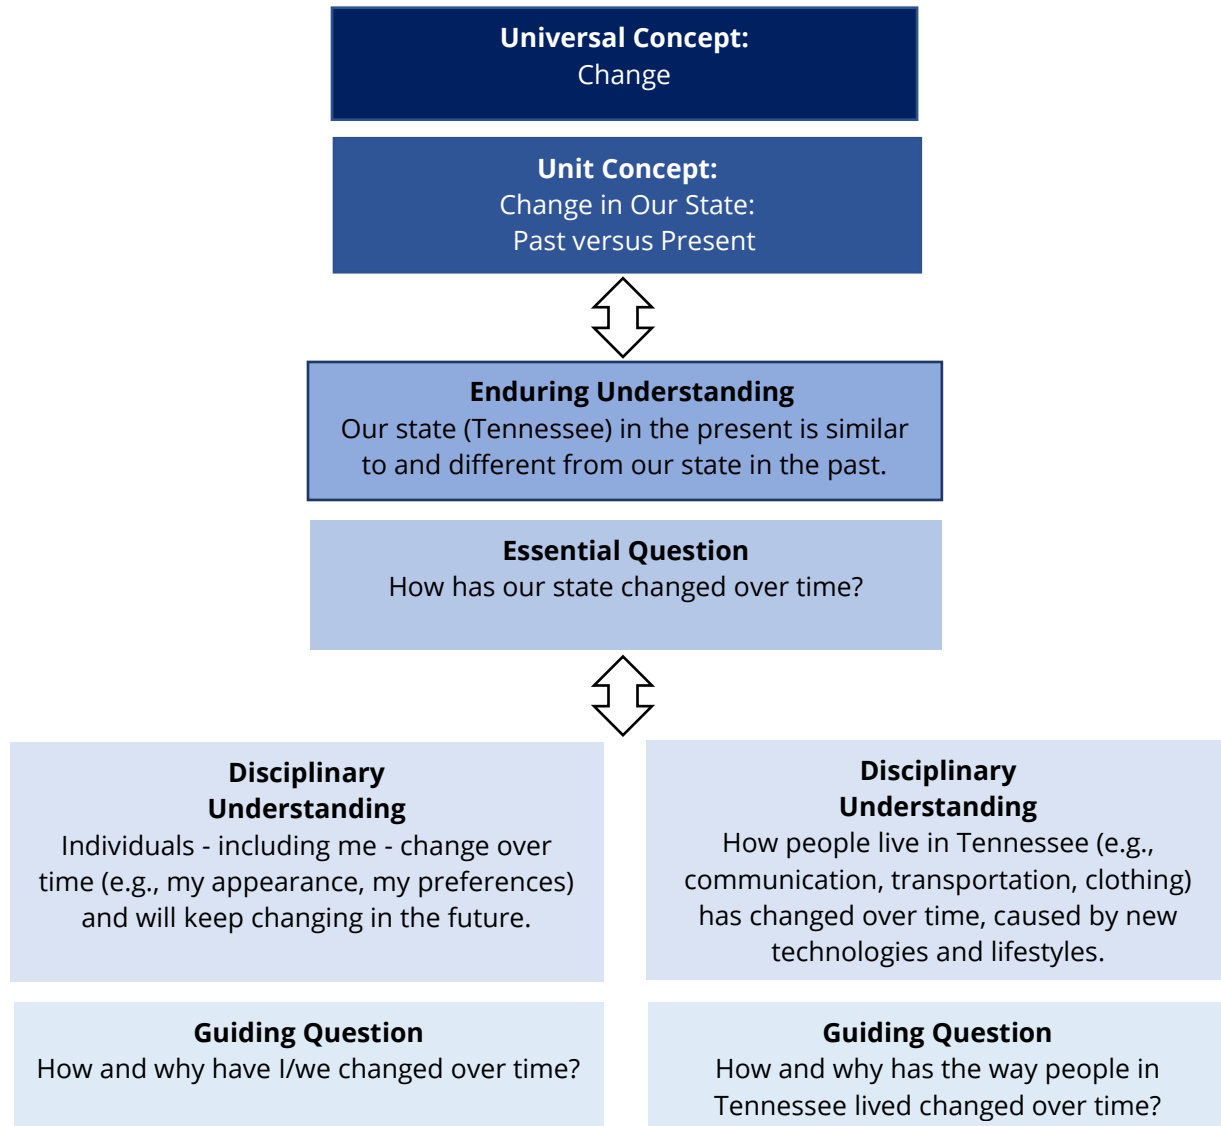 Universal Concept:
Change
Unit Concept:
Change in Our State:
Past versus Present
Enduring Understanding
Our state (Tennessee) in the present is similar
to and different from our state in the past.
Essential Question
How has our state changed over time?
Disciplinary
Understanding
Individuals - including me - change over
time (e.g., my appearance, my preferences)
and will keep changing in the future.
Guiding Question
How and why have I/we changed over time?
Disciplinary
Understanding
How people live in Tennessee (e.g.,
communication, transportation, clothing)
has changed over time, caused by new
technologies and lifestyles.
Guiding Question
How and why has the way people in
Tennessee lived changed over time?